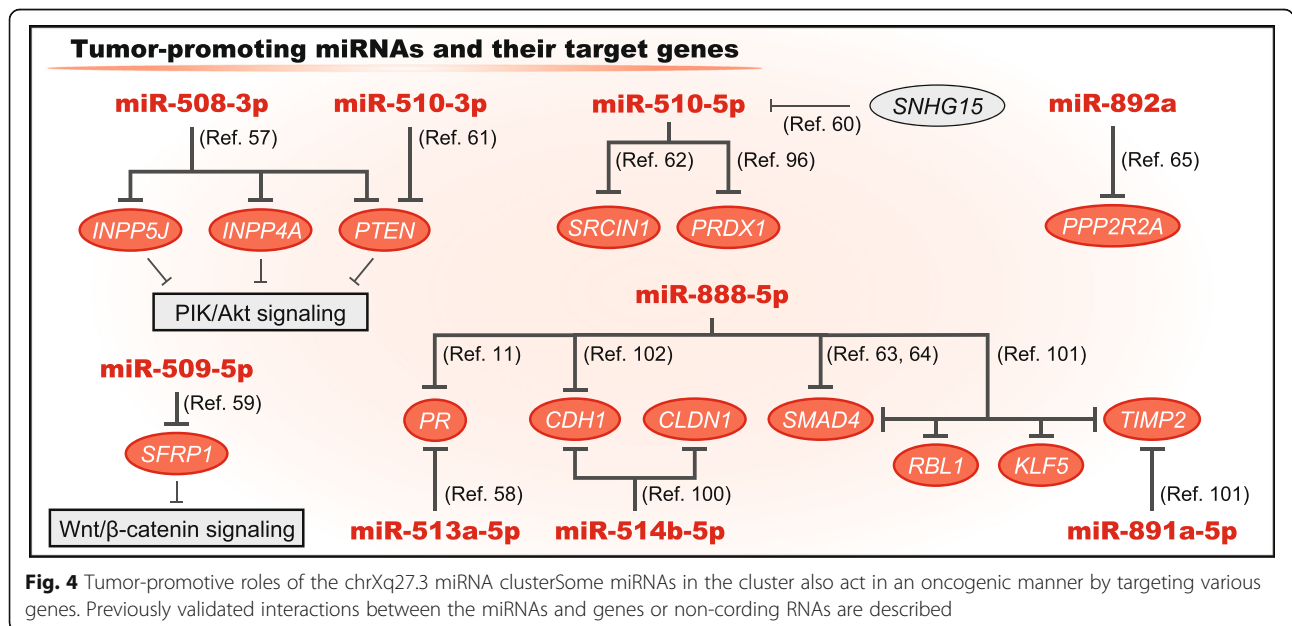 Tumor-promoting miRNAs and their target genes
miR-508-3p
miR-510-3p
miR-510-5p
SNHG15
miR-892a
(Ref. 57)
(Ref. 61)
(Ref. 60)
(Ref. 62)
(Ref. 96)
(Ref. 65)
INPP5J
INPP4A
PTEN
SRCIN1
PRDX1
PPP2R2A
PIK/Akt signaling
miR-888-5p
(Ref. 11)
(Ref. 102)
(Ref. 63, 64)
(Ref. 101)
miR-509-5p
(Ref. 59)
SFRP1
Wnt/β-catenin signaling
PR
CDH1
CLDN1
SMAD4
RBL1
KLF5
TIMP2
(Ref. 58)
(Ref. 100)
(Ref. 101)
miR-513a-5p
miR-514b-5p
miR-891a-5p
Fig. 4 Tumor-promotive roles of the chrXq27.3 miRNA clusterSome miRNAs in the cluster also act in an oncogenic manner by targeting various
genes. Previously validated interactions between the miRNAs and genes or non-cording RNAs are described